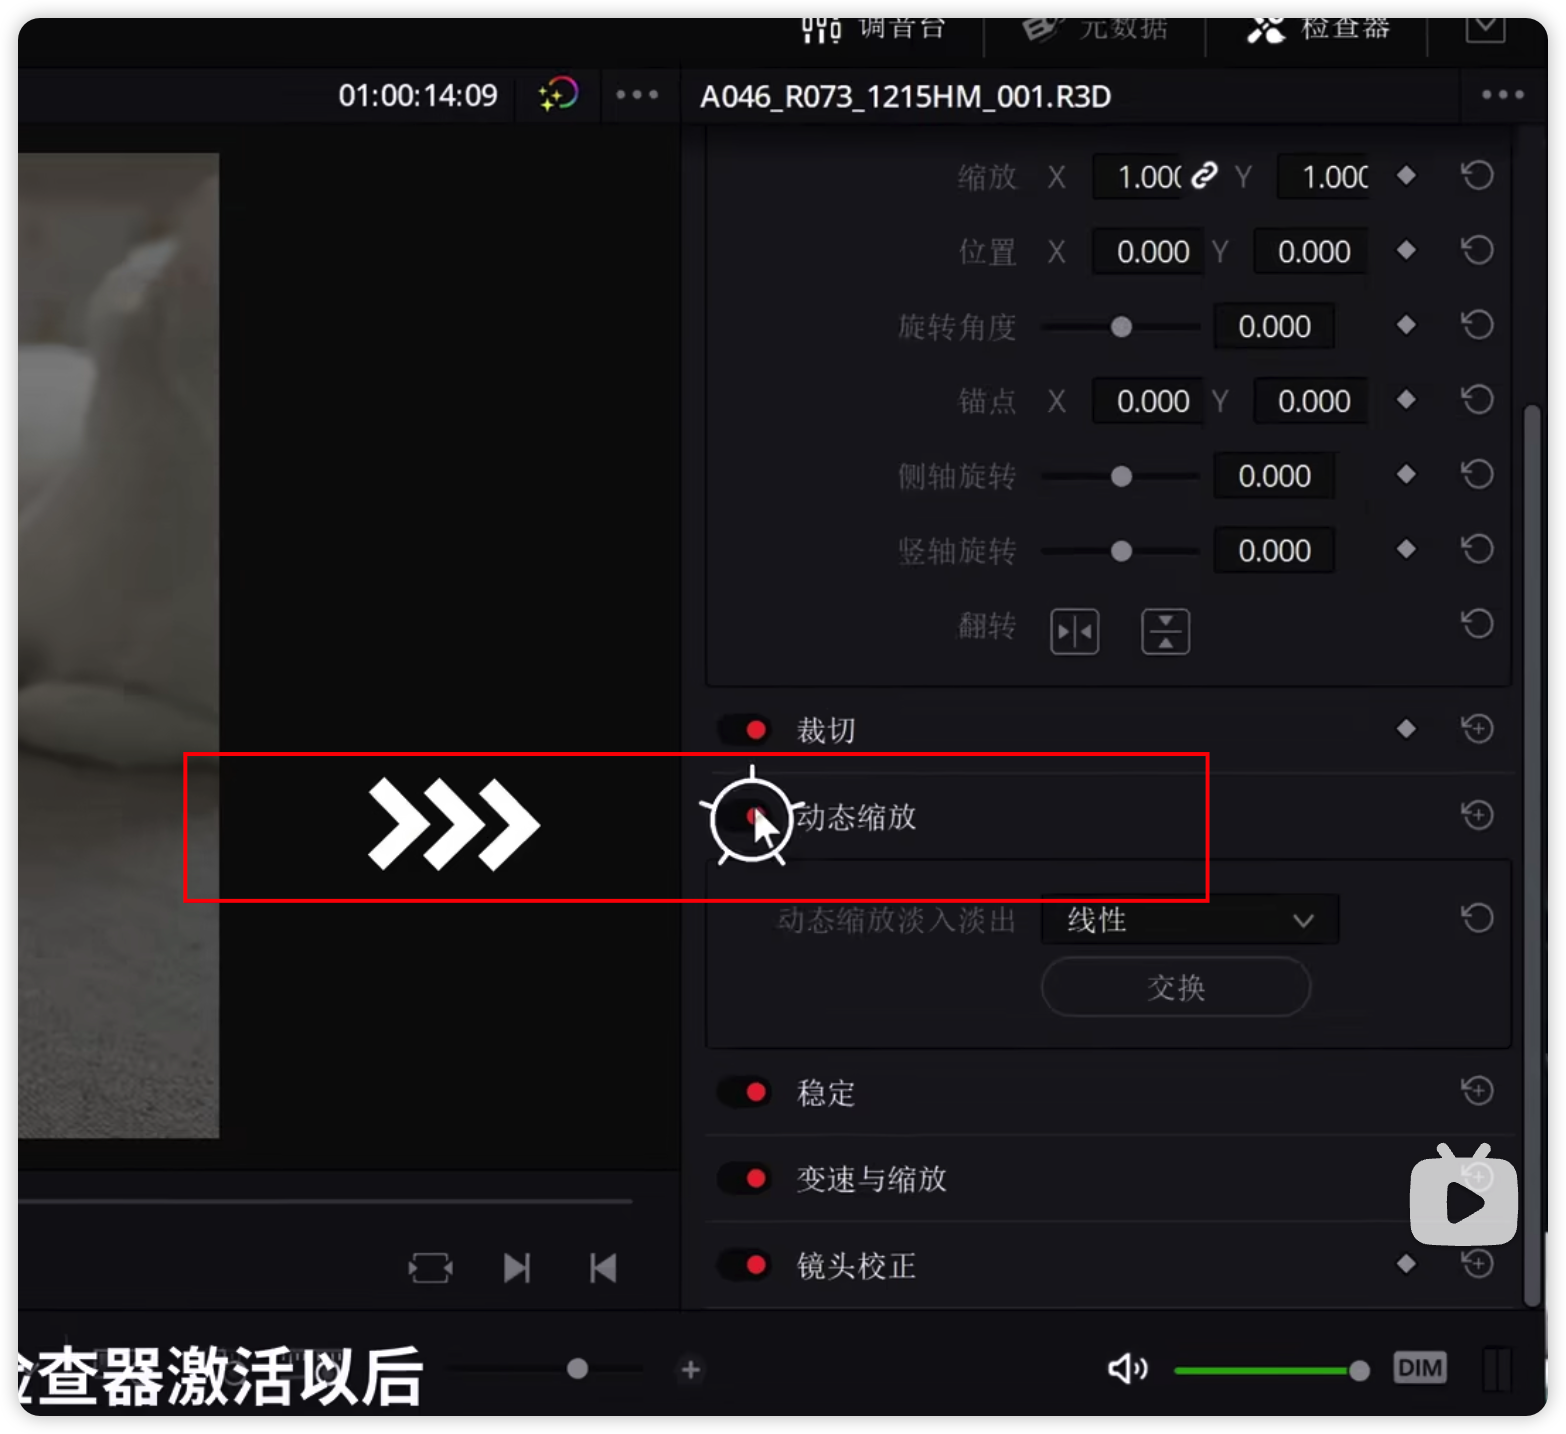 调音台 元数据 检查器
01:00:14:09
A046_R073_1215HM_001.R3D
缩放 X 1.000 Y 1.000
位置 X 0.000 Y 0.000
旋转角度 0.000
锚点 X 0.000 Y 0.000
侧轴旋转 0.000
竖轴旋转 0.000
翻转
裁切
动态缩放
动态缩放淡入淡出 线性
交换
稳定
变速与缩放
镜头校正
查器激活以后
DIM